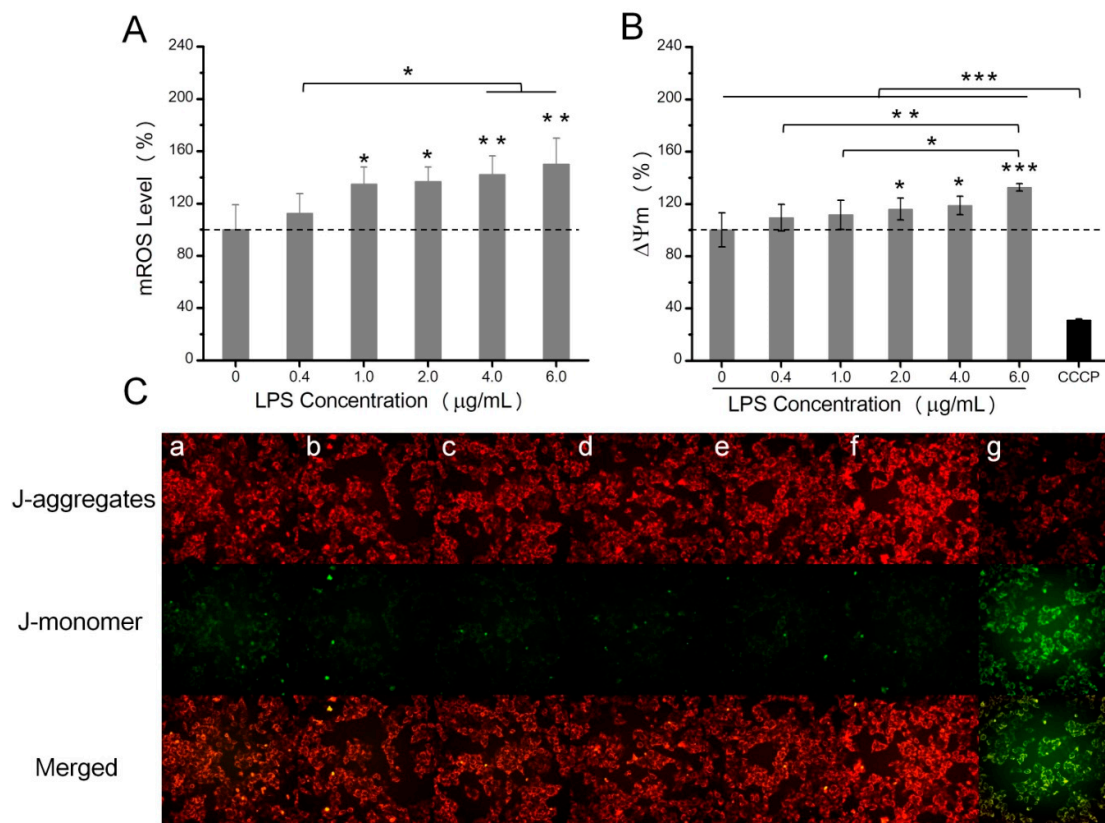 A
240
200
160
120
80
40
0
mROS Level (%)
*
*
*
* *
* *
0 0.4 1.0 2.0 4.0 6.0
LPS Concentration (μg/mL)
B
240
200
160
120
80
40
0
ΔΨm (%)
***
* *
*
*
*
***
0 0.4 1.0 2.0 4.0 6.0 CCCP
LPS Concentration (μg/mL)
C
a b c d e f g
J-aggregates
J-monomer
Merged